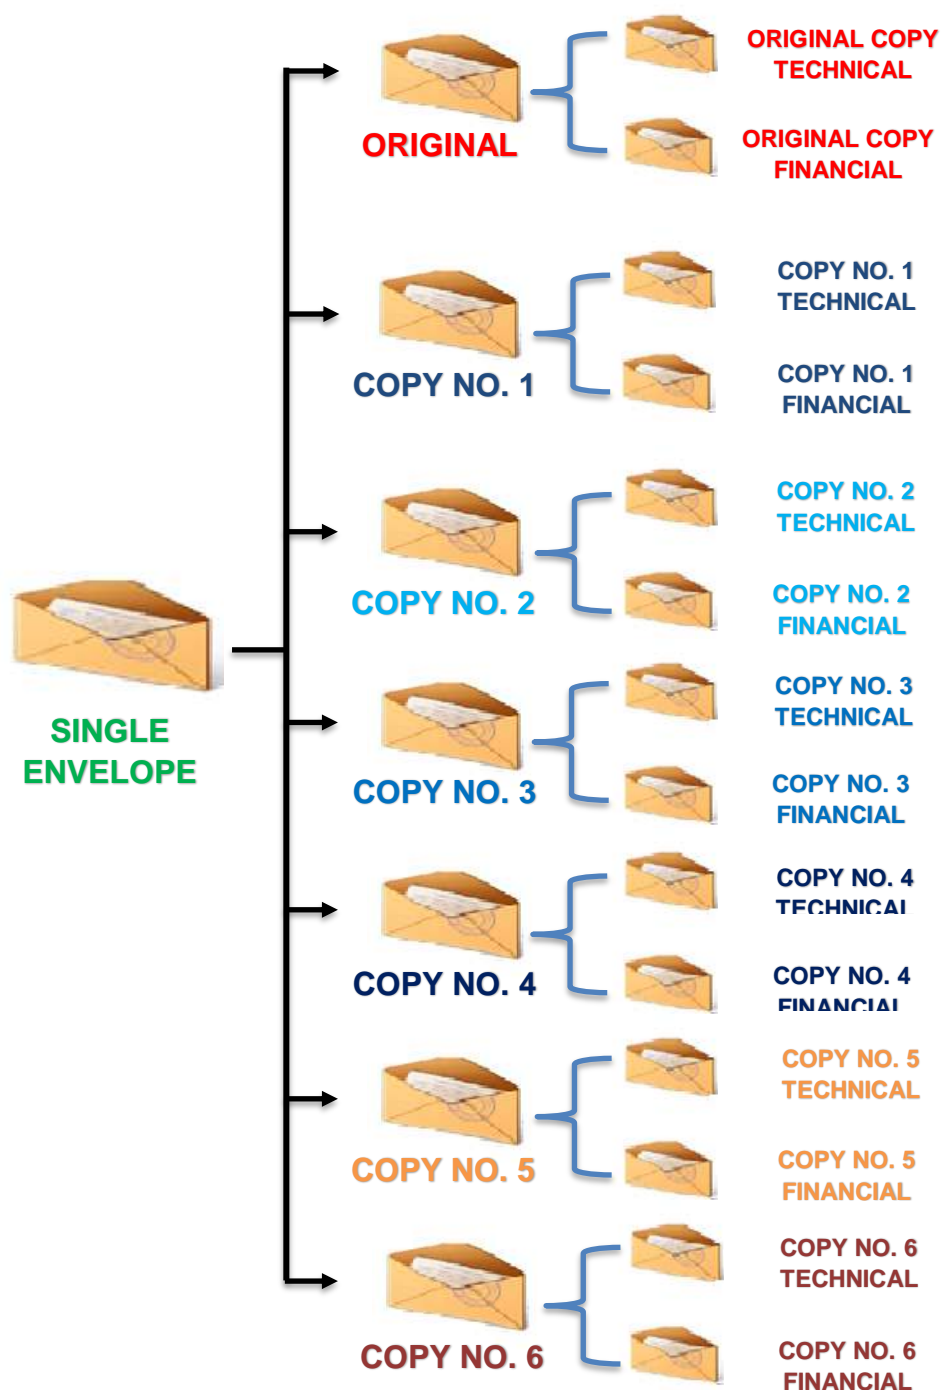 ORIGINAL COPY
TECHNICAL
ORIGINAL
ORIGINAL COPY
FINANCIAL
COPY NO. 1
TECHNICAL
COPY NO. 1
COPY NO. 1
FINANCIAL
COPY NO. 2
TECHNICAL
COPY NO. 2
COPY NO. 2
FINANCIAL
SINGLE
ENVELOPE
COPY NO. 3
TECHNICAL
COPY NO. 3
COPY NO. 3
FINANCIAL
COPY NO. 4
TECHNICAL
COPY NO. 4
COPY NO. 4
FINANCIAL
COPY NO. 5
TECHNICAL
COPY NO. 5
COPY NO. 5
FINANCIAL
COPY NO. 6
TECHNICAL
COPY NO. 6
COPY NO. 6
FINANCIAL